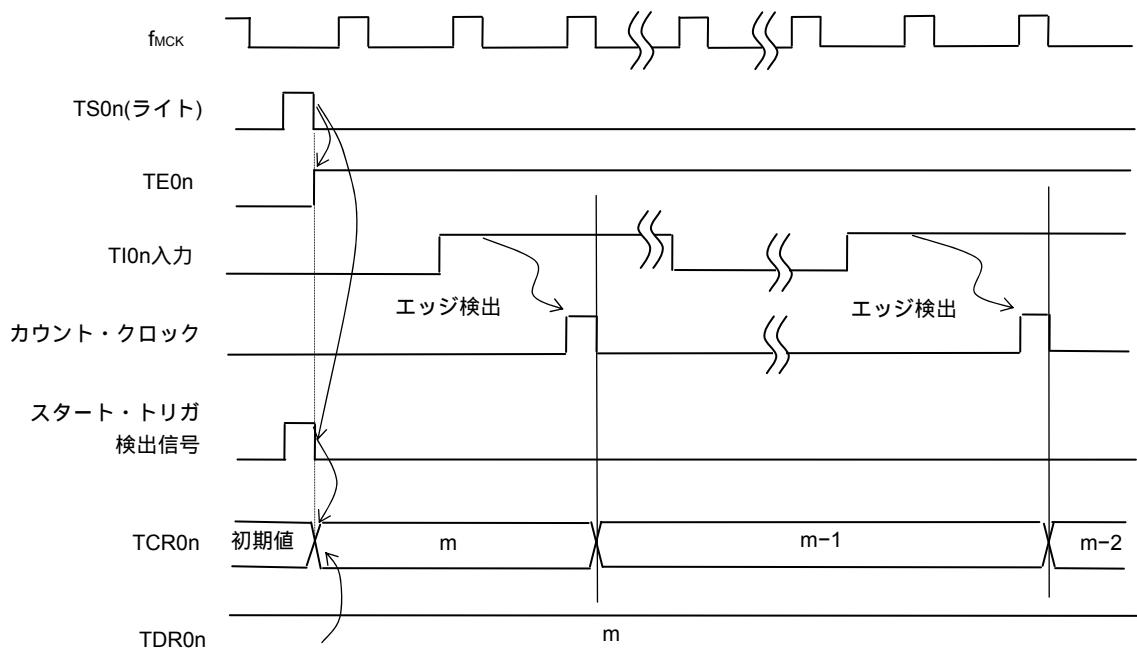 fMCK
TS0n(ライト)
TE0n
TI0n入力
エッジ検出
エッジ検出
カウント・クロック
スタート・トリガ
検出信号
TCR0n
初期値
m
m−1
m−2
TDR0n
m